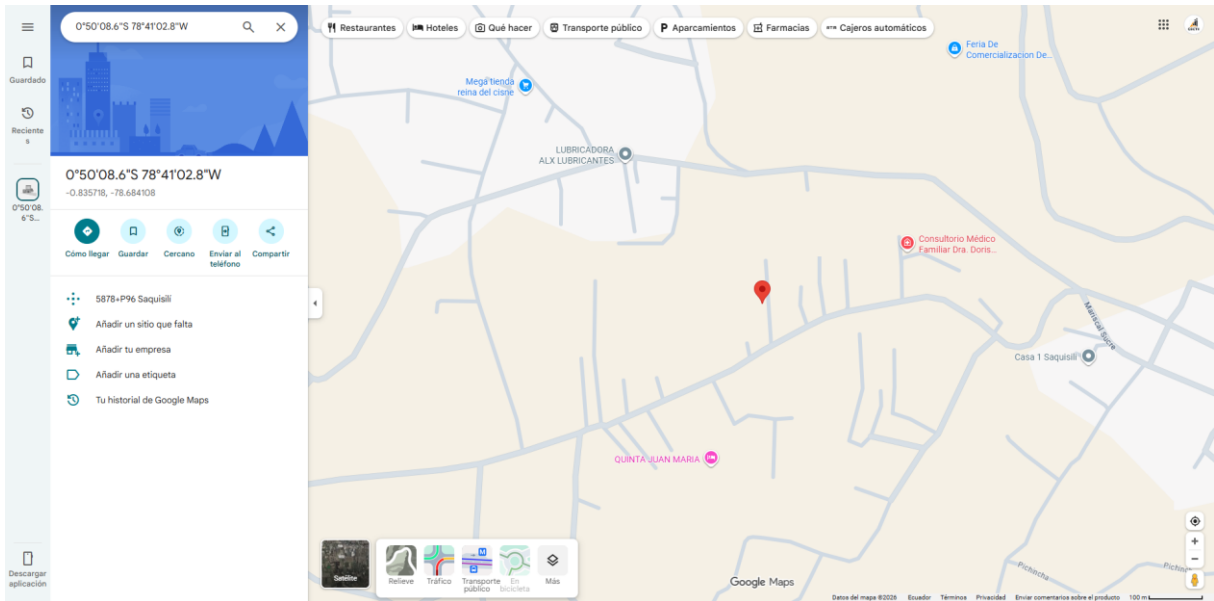 0°50'08.6"S 78°41'02.8"W
Guardado
Reciente
s
0°50'08.
6"S...
Descargar
aplicación
0°50'08.6"S 78°41'02.8"W
-0.835718, -78.684108
Cómo llegar
Guardar
Cercano
Enviar al
teléfono
Compartir
5878+P96 Saquisilí
Añadir un sitio que falta
Añadir tu empresa
Añadir una etiqueta
Tu historial de Google Maps
Restaurantes
Hoteles
Qué hacer
Transporte público
P Aparcamientos
Farmacias
ATM Cajeros automáticos
Feria De
Comercializacion De...
Mega tienda
reina del cisne
LUBRICADORA
ALX LUBRICANTES
Consultorio Médico
Familiar Dra. Doris...
Mariscal Sucre
Casa 1 Saquisilí
QUINTA JUAN MARIA
Pichincha
Pichinc
Satélite
Relieve
Tráfico
M
Transporte
público
En
bicicleta
Más
Google Maps
Datos del mapa ©2026
Ecuador
Términos
Privacidad
Enviar comentarios sobre el producto
100 m